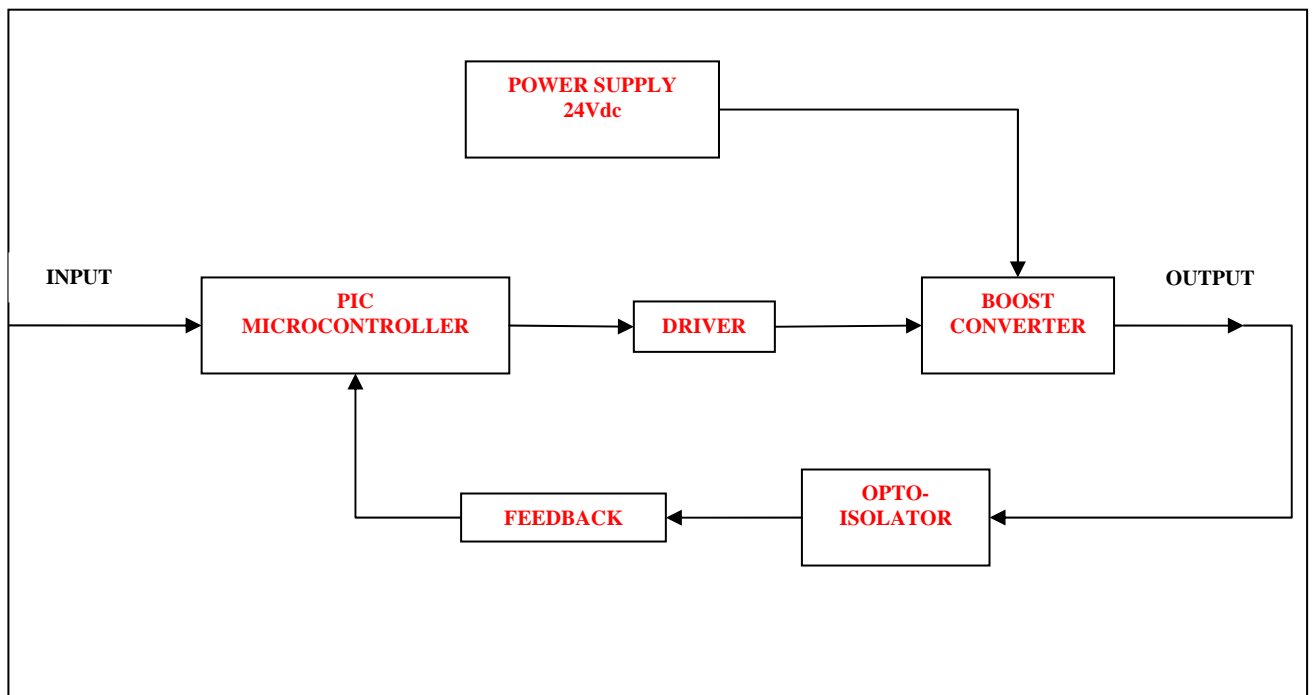 POWER SUPPLY
24Vdc
INPUT
PIC
MICROCONTROLLER
DRIVER
BOOST
CONVERTER
OUTPUT
FEEDBACK
OPTO-
ISOLATOR